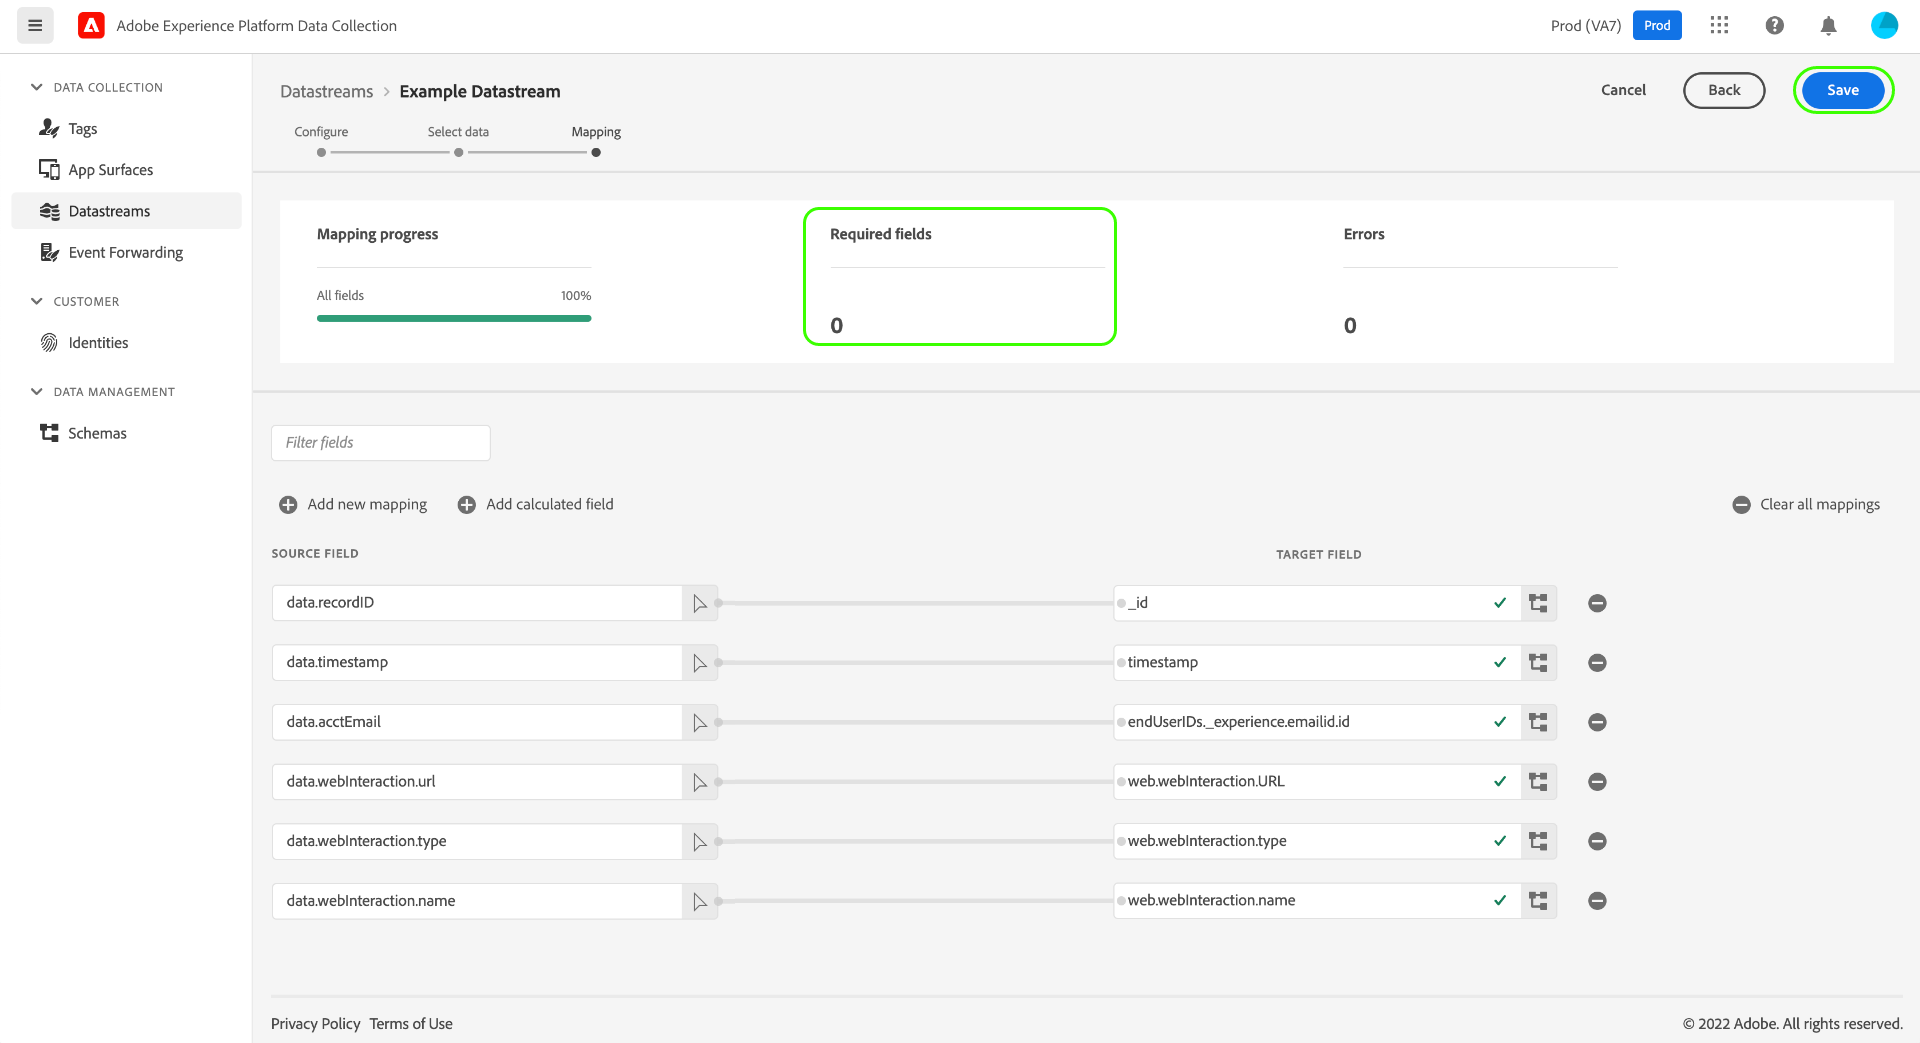 Adobe Experience Platform Data Collection
Prod (VA7)
Prod
DATA COLLECTION
Tags
App Surfaces
Datastreams
Event Forwarding
CUSTOMER
Identities
DATA MANAGEMENT
Schemas
Datastreams > Example Datastream
Cancel
Back
Save
Configure
Select data
Mapping
Mapping progress
All fields 100%
Required fields
0
Errors
0
Filter fields
Add new mapping
Add calculated field
Clear all mappings
SOURCE FIELD
TARGET FIELD
data.recordID
_id
data.timestamp
timestamp
data.acctEmail
endUserIDs._experience.emailid.id
data.webInteraction.url
web.webInteraction.URL
data.webInteraction.type
web.webInteraction.type
data.webInteraction.name
web.webInteraction.name
Privacy Policy Terms of Use
© 2022 Adobe. All rights reserved.